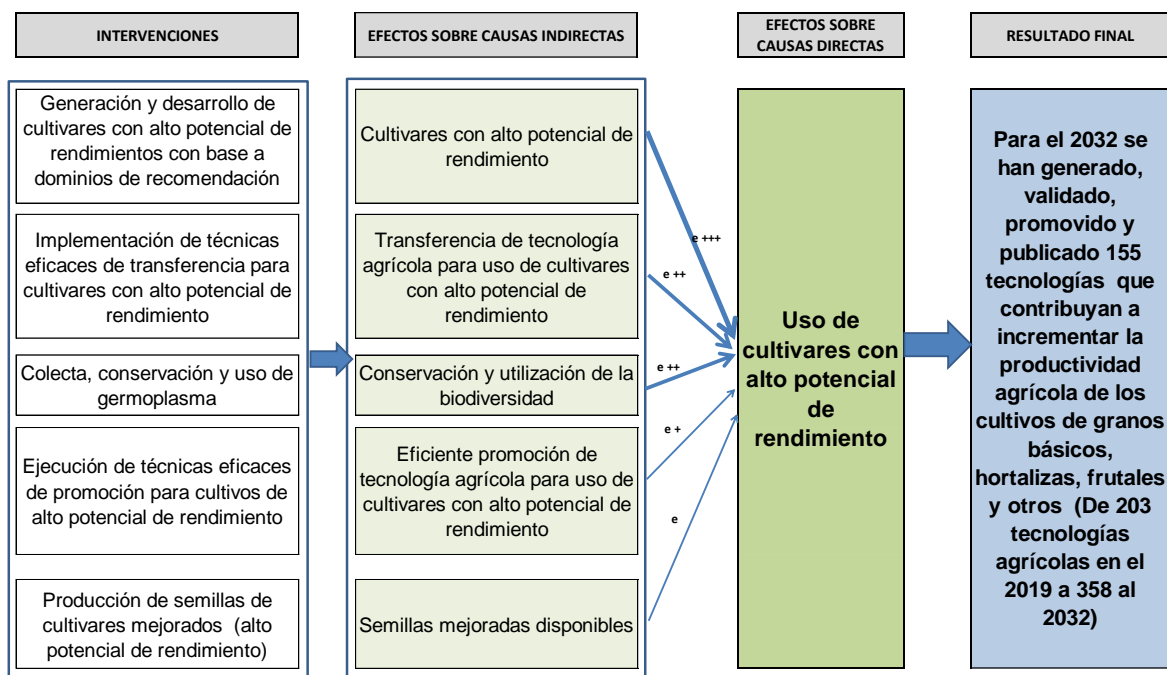 INTERVENCIONES
EFECTOS SOBRE CAUSAS INDIRECTAS
EFECTOS SOBRE
CAUSAS DIRECTAS
RESULTADO FINAL
Generación y desarrollo de
cultivares con alto potencial de
rendimientos con base a
dominios de recomendación
Implementación de técnicas
eficaces de transferencia para
cultivares con alto potencial de
rendimiento
Colecta, conservación y uso de
germoplasma
Ejecución de técnicas eficaces
de promoción para cultivos de
alto potencial de rendimiento
Producción de semillas de
cultivares mejorados (alto
potencial de rendimiento)
Cultivares con alto potencial de
rendimiento
Transferencia de tecnología
agrícola para uso de cultivares
con alto potencial de
rendimiento
Conservación y utilización de la
biodiversidad
Eficiente promoción de
tecnología agrícola para uso de
cultivares con alto potencial de
rendimiento
Semillas mejoradas disponibles
e +++
e ++
e ++
e +
e
Uso de
cultivares con
alto potencial
de
rendimiento
Para el 2032 se
han generado,
validado,
promovido y
publicado 155
tecnologías que
contribuyan a
incrementar la
productividad
agrícola de los
cultivos de granos
básicos,
hortalizas, frutales
y otros (De 203
tecnologías
agrícolas en el
2019 a 358 al
2032)